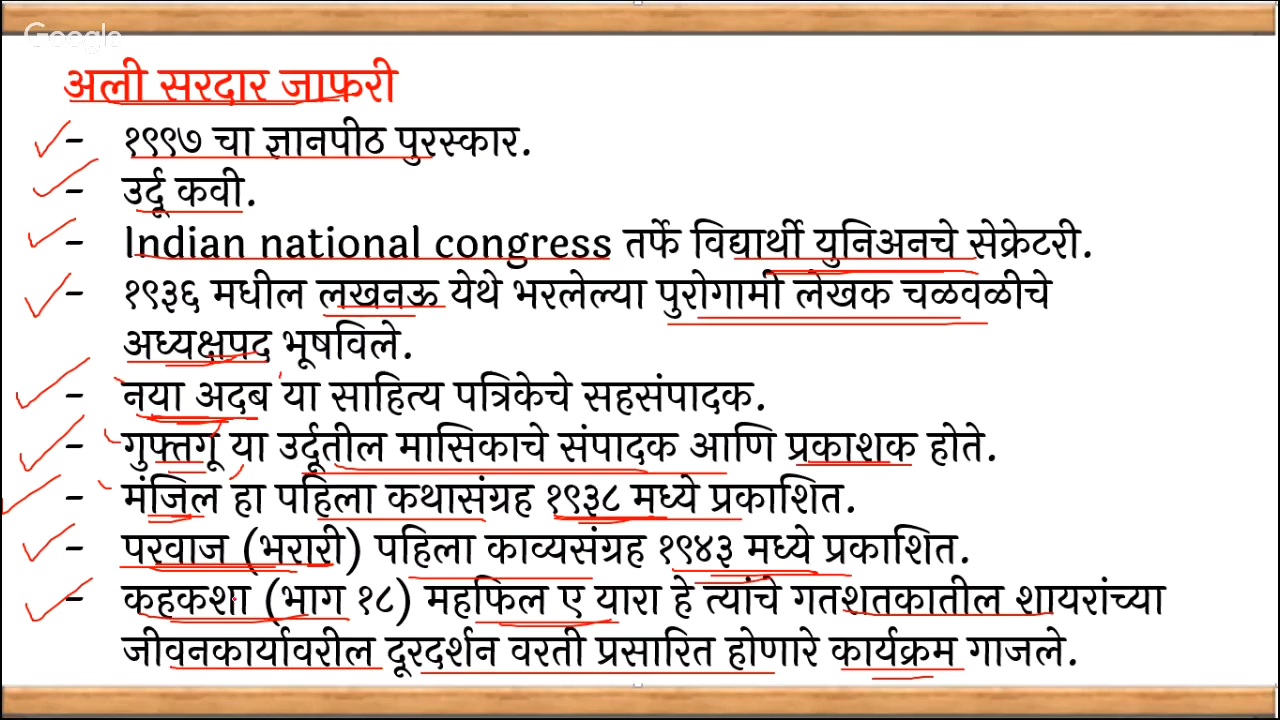 Google
अली सरदार जाफरी
- १९९७ चा ज्ञानपीठ पुरस्कार.
- उर्दू कवी.
- Indian national congress तर्फे विद्यार्थी युनिअनचे सेक्रेटरी.
- १९३६ मधील लखनऊ येथे भरलेल्या पुरोगामी लेखक चळवळीचे
अध्यक्षपद भूषविले.
- नया अदब या साहित्य पत्रिकेचे सहसंपादक.
- गुफ्तगू या उर्दूतील मासिकाचे संपादक आणि प्रकाशक होते.
- मंजिल हा पहिला कथासंग्रह १९३८ मध्ये प्रकाशित.
- परवाज (भरारी) पहिला काव्यसंग्रह १९४३ मध्ये प्रकाशित.
- कहकशा (भाग १८) महफिल ए यारा हे त्यांचे गतशतकातील शायरांच्या
जीवनकार्यावरील दूरदर्शन वरती प्रसारित होणारे कार्यक्रम गाजले.